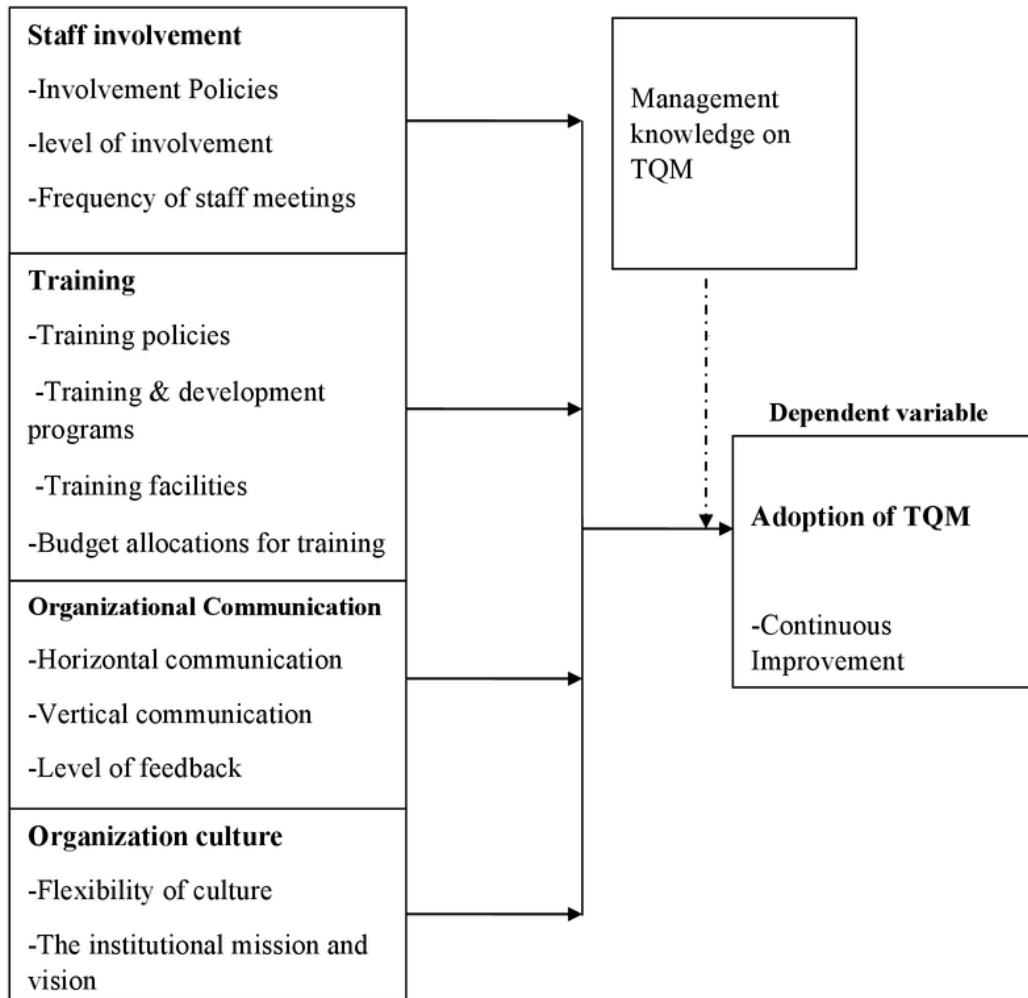 Staff involvement
-Involvement Policies
-level of involvement
-Frequency of staff meetings
Training
-Training policies
-Training & development
programs
-Training facilities
-Budget allocations for training
Organizational Communication
-Horizontal communication
-Vertical communication
-Level of feedback
Organization culture
-Flexibility of culture
-The institutional mission and
vision
Management
knowledge on
TQM
Dependent variable
Adoption of TQM
-Continuous
Improvement